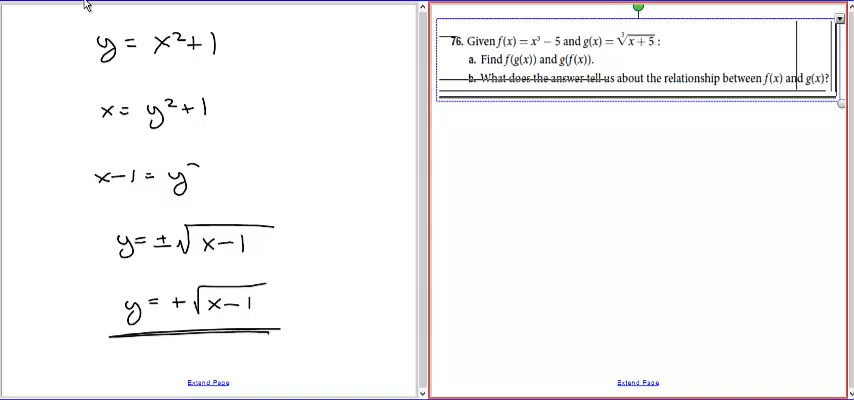 y = x²+1
x = y²+1
x-1 = y²
y = ± √x-1
y = + √x-1
Extend Page
76. Given f(x) = x³ − 5 and g(x) = ∛x + 5 :
a. Find f(g(x)) and g(f(x)).
b. What does the answer tell us about the relationship between f(x) and g(x)?
Extend Page